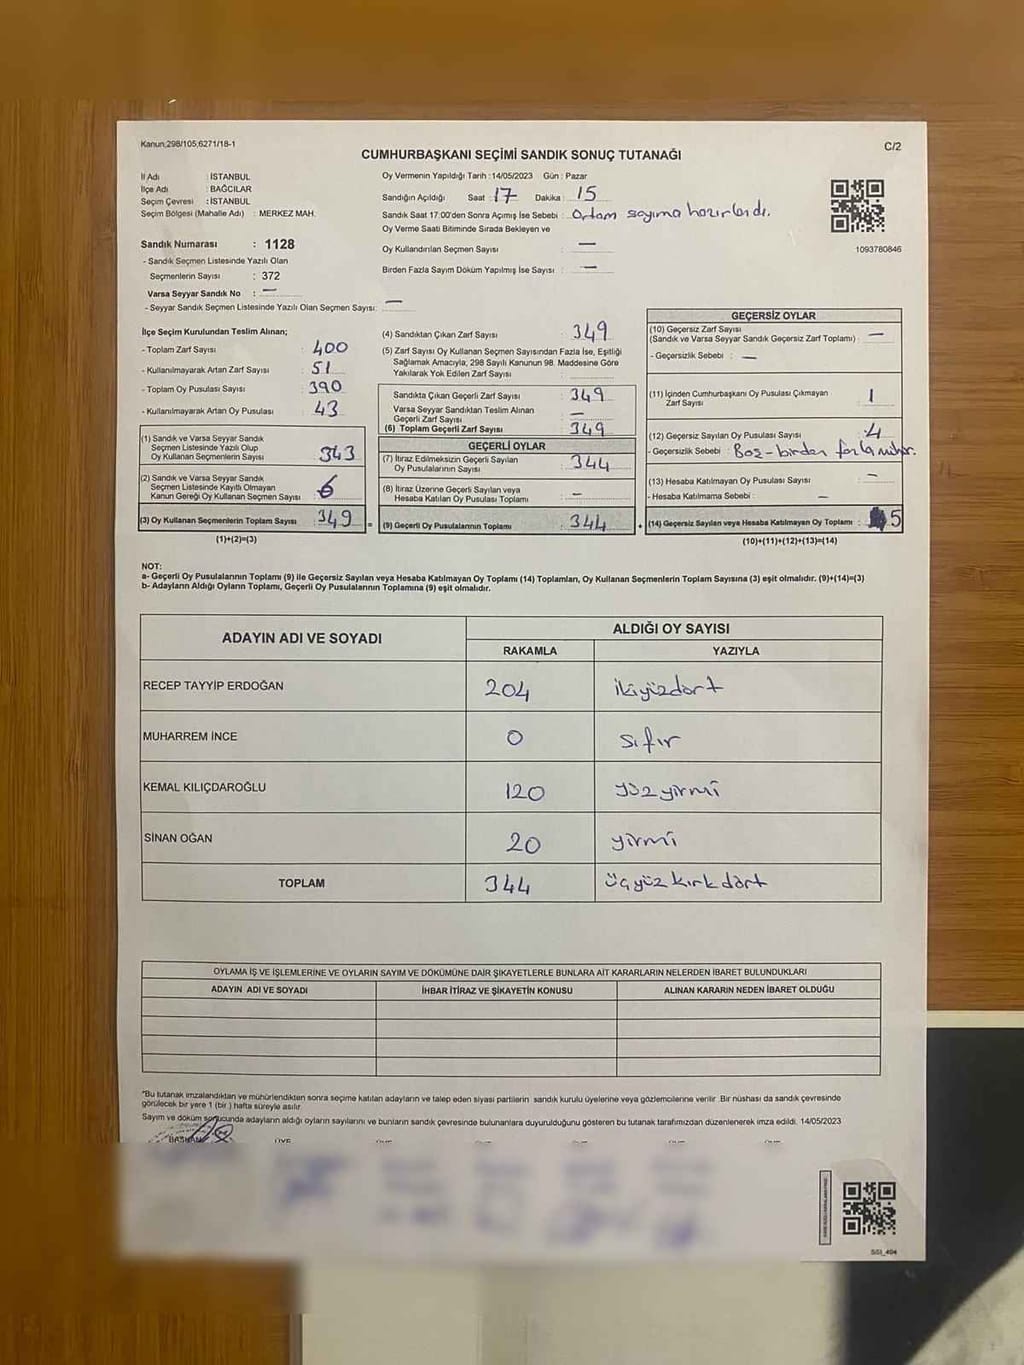 Kanun;298/105;6271/18-1
C/2
CUMHURBAŞKANI SEÇİMİ SANDIK SONUÇ TUTANAĞI
İl Adı : İSTANBUL
İlçe Adı : BAĞCILAR
Seçim Çevresi : İSTANBUL
Seçim Bölgesi (Mahalle Adı) : MERKEZ MAH.
Oy Vermenin Yapıldığı Tarih :14/05/2023 Gün : Pazar
Sandığın Açıldığı Saat : 17 Dakika : 15
Sandık Saat 17:00'den Sonra Açımış İse Sebebi : Ortam sayıma hazırlandı.
Oy Verme Saati Bitiminde Sırada Bekleyen ve
Oy Kullandırılan Seçmen Sayısı : —
Birden Fazla Sayım Döküm Yapılmış İse Sayısı : —
1093780846
Sandık Numarası : 1128
- Sandık Seçmen Listesinde Yazılı Olan
Seçmenlerin Sayısı : 372
Varsa Seyyar Sandık No : —
- Seyyar Sandık Seçmen Listesinde Yazılı Olan Seçmen Sayısı: —
İlçe Seçim Kurulundan Teslim Alınan;
- Toplam Zarf Sayısı : 400
- Kullanılmayarak Artan Zarf Sayısı : 51
- Toplam Oy Pusulası Sayısı : 390
- Kullanılmayarak Artan Oy Pusulası : 43
(1) Sandık ve Varsa Seyyar Sandık
Seçmen Listesinde Yazılı Olup
Oy Kullanan Seçmenlerin Sayısı : 343
(2) Sandık ve Varsa Seyyar Sandık
Seçmen Listesinde Kayıtlı Olmayan
Kanun Gereği Oy Kullanan Seçmen Sayısı : 6
(3) Oy Kullanan Seçmenlerin Toplam Sayısı : 349 =
(1)+(2)=(3)
(4) Sandıktan Çıkan Zarf Sayısı : 349
(5) Zarf Sayısı Oy Kullanan Seçmen Sayısından Fazla İse, Eşitliği
Sağlamak Amacıyla, 298 Sayılı Kanunun 98. Maddesine Göre
Yakılarak Yok Edilen Zarf Sayısı :
Sandıkta Çıkan Geçerli Zarf Sayısı : 349
Varsa Seyyar Sandıktan Teslim Alınan
Geçerli Zarf Sayısı : —
(6) Toplam Geçerli Zarf Sayısı : 349
GEÇERLİ OYLAR
(7) İtiraz Edilmeksizin Geçerli Sayılan
Oy Pusulalarının Sayısı : 344
(8) İtiraz Üzerine Geçerli Sayılan veya
Hesaba Katılan Oy Pusulası Toplamı : —
(9) Geçerli Oy Pusulalarının Toplamı : 344 +
GEÇERSİZ OYLAR
(10) Geçersiz Zarf Sayısı
(Sandık ve Varsa Seyyar Sandık Geçersiz Zarf Toplamı) : —
- Geçersizlik Sebebi : —
(11) İçinden Cumhurbaşkanı Oy Pusulası Çıkmayan
Zarf Sayısı : 1
(12) Geçersiz Sayılan Oy Pusulası Sayısı : 4
- Geçersizlik Sebebi : Boş-birden fazla mühür.
(13) Hesaba Katılmayan Oy Pusulası Sayısı : —
- Hesaba Katılmama Sebebi : —
(14) Geçersiz Sayılan veya Hesaba Katılmayan Oy Toplamı : 5
(10)+(11)+(12)+(13)=(14)
NOT:
a- Geçerli Oy Pusulalarının Toplamı (9) ile Geçersiz Sayılan veya Hesaba Katılmayan Oy Toplamı (14) Toplamları, Oy Kullanan Seçmenlerin Toplam Sayısına (3) eşit olmalıdır. (9)+(14)=(3)
b- Adayların Aldığı Oyların Toplamı, Geçerli Oy Pusulalarının Toplamına (9) eşit olmalıdır.
ADAYIN ADI VE SOYADI ALDIĞI OY SAYISI
RAKAMLA YAZIYLA
RECEP TAYYİP ERDOĞAN 204 ikiyüzdört
MUHARREM İNCE 0 sıfır
KEMAL KILIÇDAROĞLU 120 yüzyirmi
SİNAN OĞAN 20 yirmi
TOPLAM 344 üçyüzkırkdört
OYLAMA İŞ VE İŞLEMLERİNE VE OYLARIN SAYIM VE DÖKÜMÜNE DAİR ŞİKAYETLERLE BUNLARA AİT KARARLARIN NELERDEN İBARET BULUNDUKLARI
ADAYIN ADI VE SOYADI İHBAR İTİRAZ VE ŞİKAYETİN KONUSU ALINAN KARARIN NEDEN İBARET OLDUĞU
"Bu tutanak imzalandıktan ve mühürlendikten sonra seçime katılan adayların ve talep eden siyasi partilerin sandık kurulu üyelerine veya gözlemcilerine verilir. Bir nüshası da sandık çevresinde
görülecek bir yere 1 (bir ) hafta süreyle asılır.
Sayım ve döküm sonucunda adayların aldığı oyların sayılarını ve bunların sandık çevresinde bulunanlara duyurulduğunu gösteren bu tutanak tarafımızdan düzenlenerek imza edildi. 14/05/2023
BAŞKAN ÜYE
SSI_404